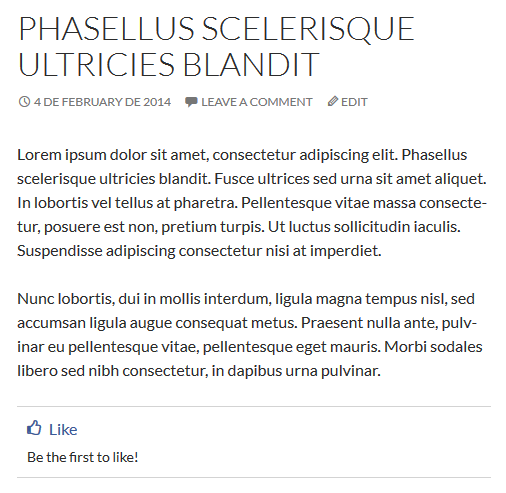 PHASELLUS SCELERISQUE
ULTRICIES BLANDIT
4 DE FEBRUARY DE 2014 LEAVE A COMMENT EDIT
Lorem ipsum dolor sit amet, consectetur adipiscing elit. Phasellus
scelerisque ultricies blandit. Fusce ultrices sed urna sit amet aliquet.
In lobortis vel tellus at pharetra. Pellentesque vitae massa consecte-
tur, posuere est non, pretium turpis. Ut luctus sollicitudin iaculis.
Suspendisse adipiscing consectetur nisi at imperdiet.
Nunc lobortis, dui in mollis interdum, ligula magna tempus nisl, sed
accumsan ligula augue consequat metus. Praesent nulla ante, pulv-
inar eu pellentesque vitae, pellentesque eget mauris. Morbi sodales
libero sed nibh consectetur, in dapibus urna pulvinar.
Like
Be the first to like!